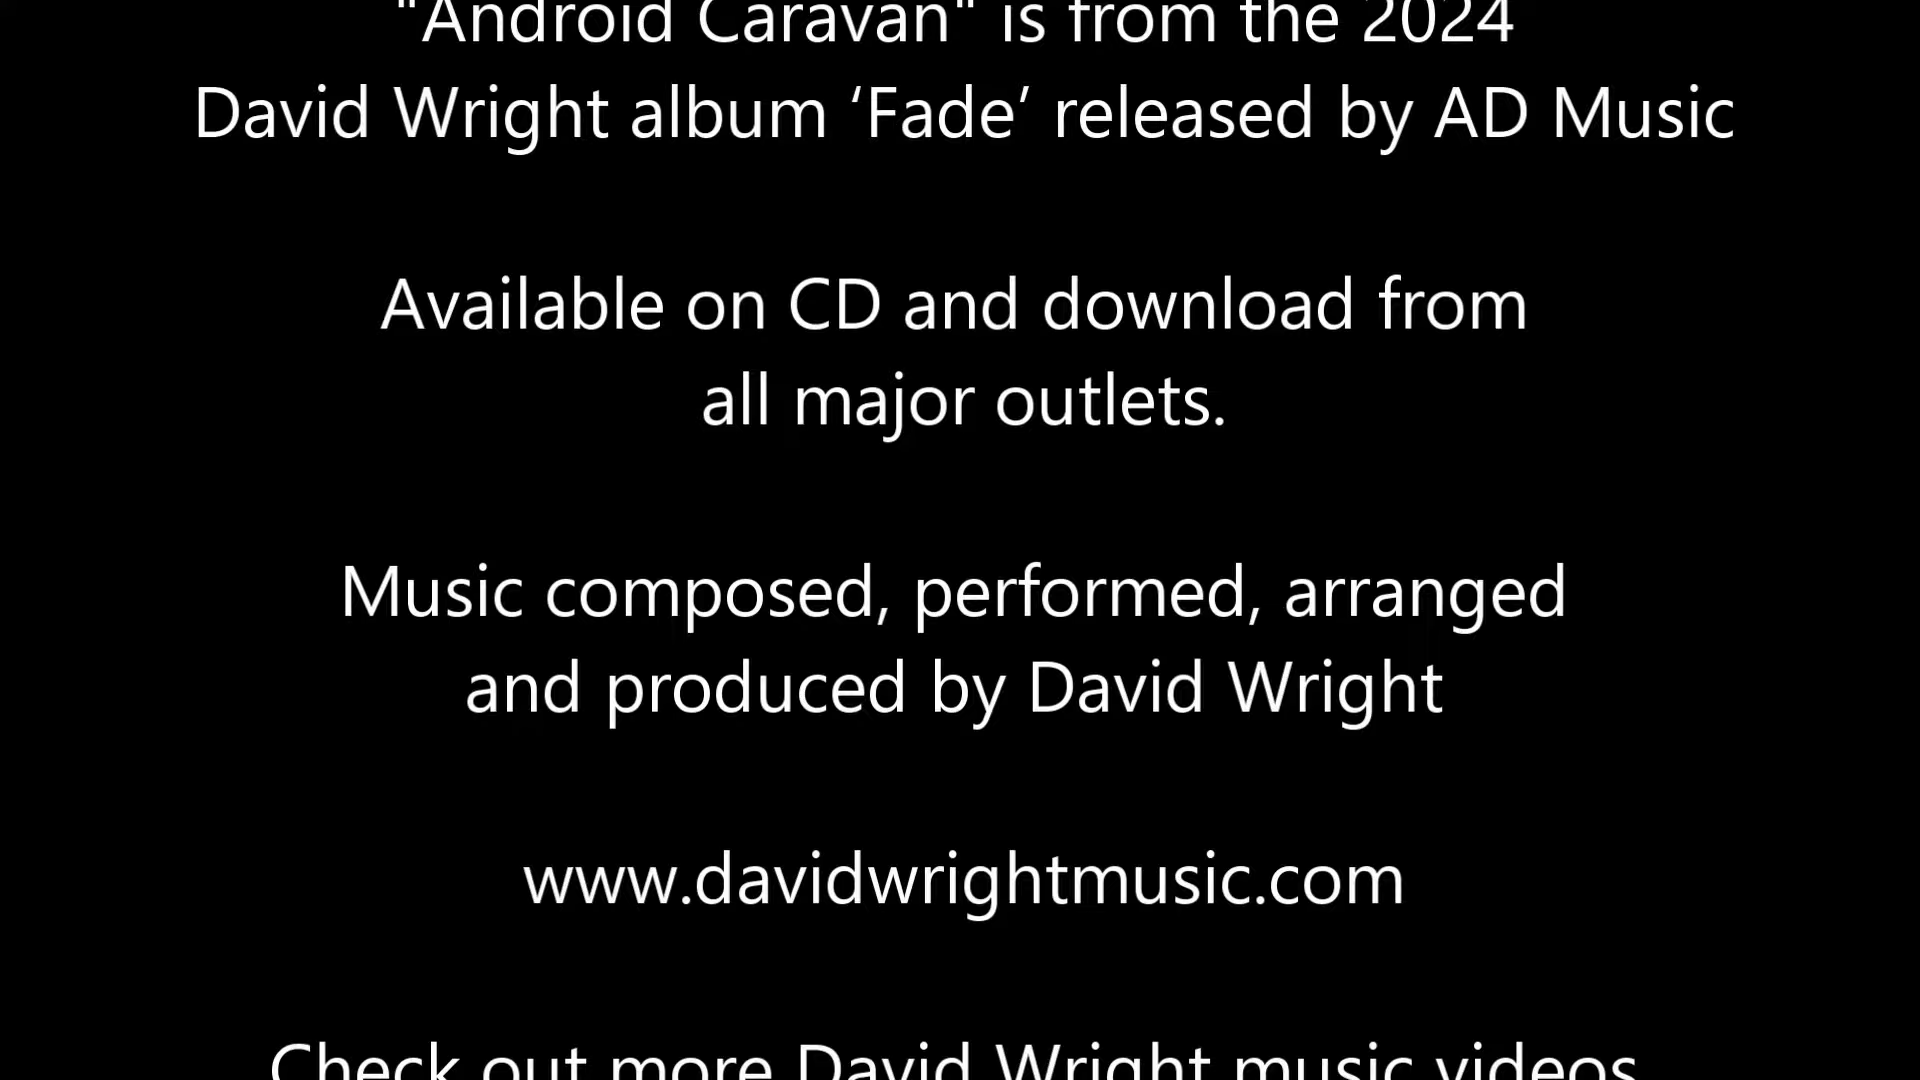 "Android Caravan" is from the 2024
David Wright album ‘Fade’ released by AD Music
Available on CD and download from
all major outlets.
Music composed, performed, arranged
and produced by David Wright
www.davidwrightmusic.com
Check out more David Wright music videos